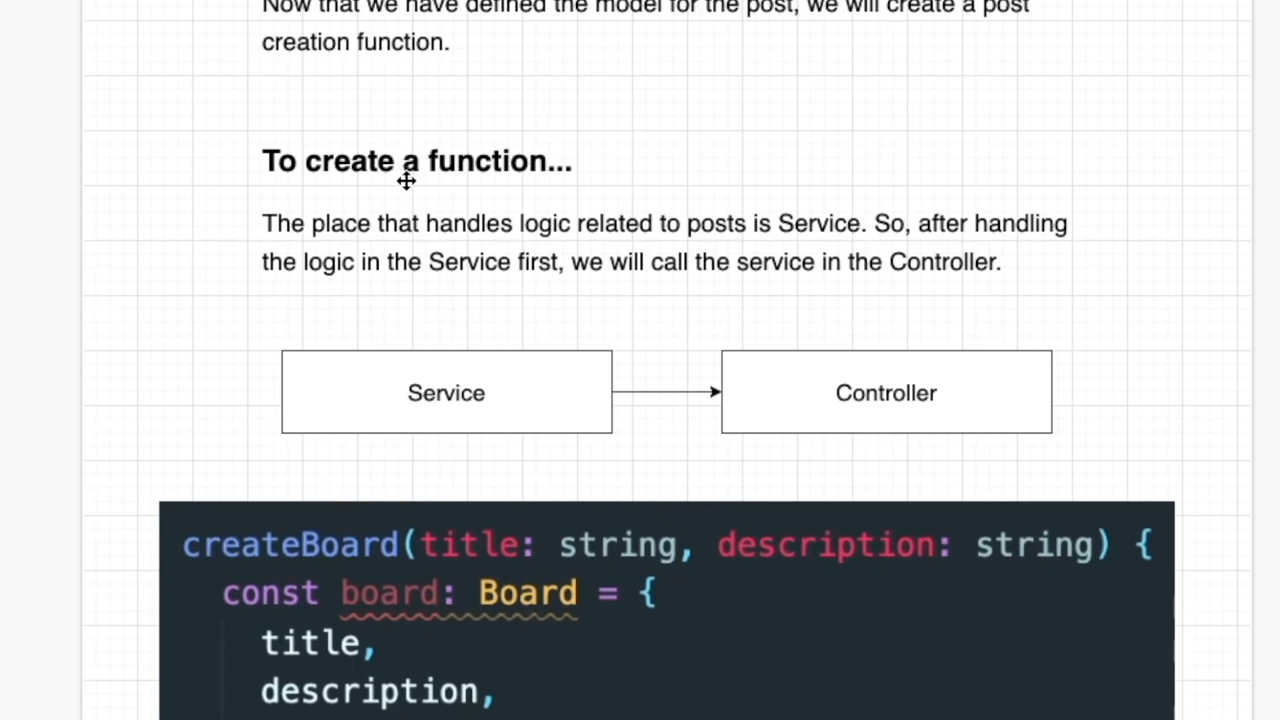 Now that we have defined the model for the post, we will create a post
creation function.
To create a function...
The place that handles logic related to posts is Service. So, after handling
the logic in the Service first, we will call the service in the Controller.
Service
Controller
createBoard(title: string, description: string) {
const board: Board = {
title,
description,